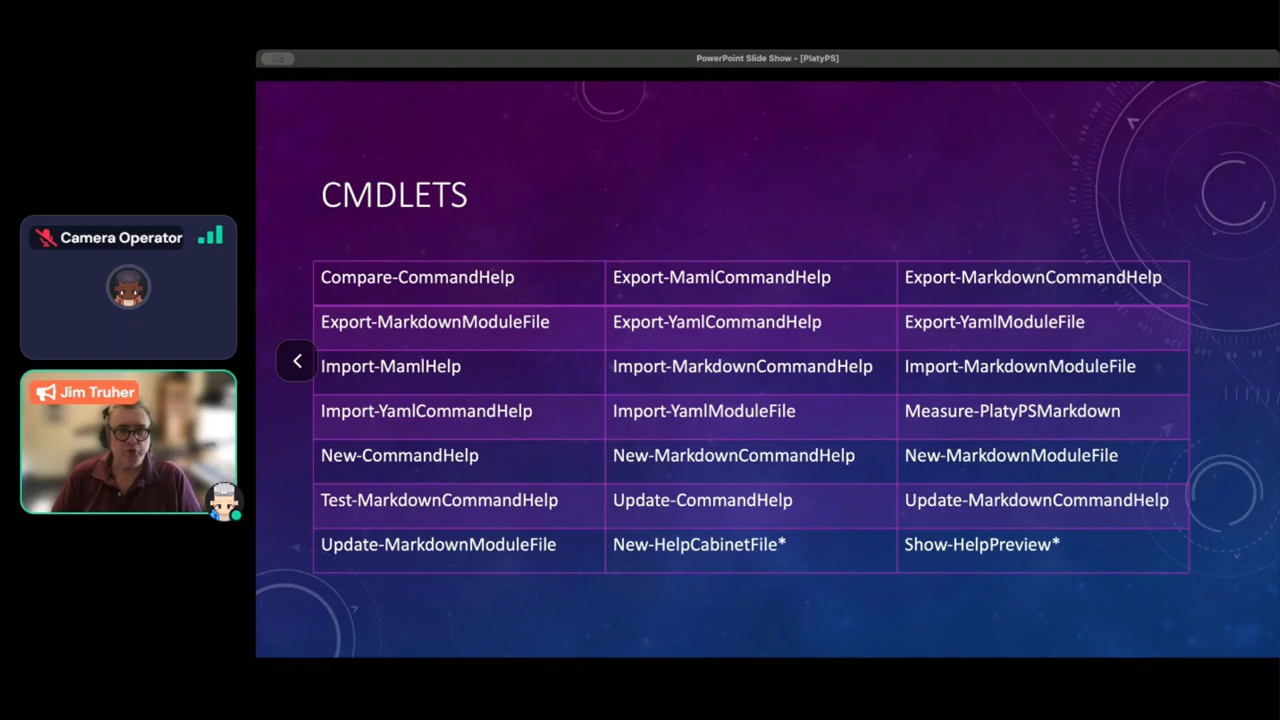 PowerPoint Slide Show - [PlatyPS]
CMDLETS
Camera Operator
Jim Truher
Compare-CommandHelp Export-MamlCommandHelp Export-MarkdownCommandHelp
Export-MarkdownModuleFile Export-YamlCommandHelp Export-YamlModuleFile
Import-MamlHelp Import-MarkdownCommandHelp Import-MarkdownModuleFile
Import-YamlCommandHelp Import-YamlModuleFile Measure-PlatyPSMarkdown
New-CommandHelp New-MarkdownCommandHelp New-MarkdownModuleFile
Test-MarkdownCommandHelp Update-CommandHelp Update-MarkdownCommandHelp
Update-MarkdownModuleFile New-HelpCabinetFile* Show-HelpPreview*